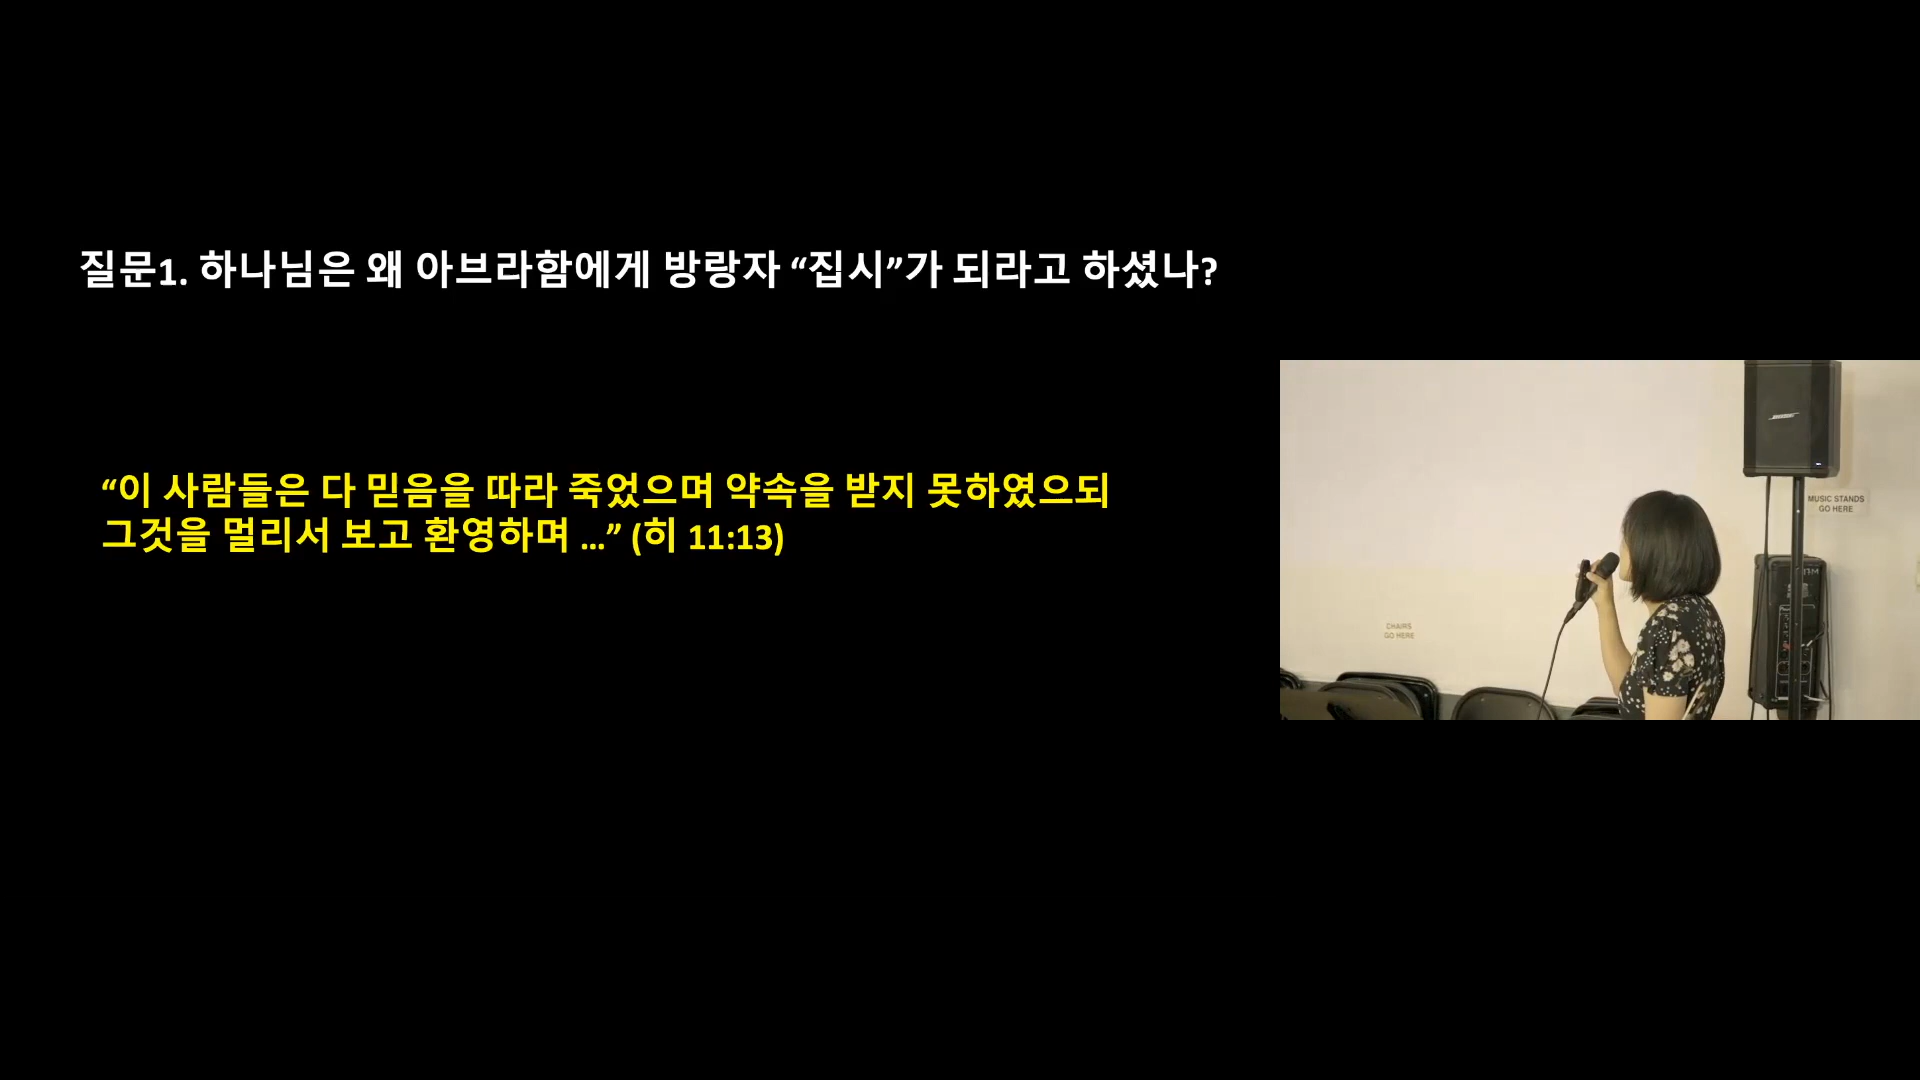 질문1. 하나님은 왜 아브라함에게 방랑자 “집시”가 되라고 하셨나?
“이 사람들은 다 믿음을 따라 죽었으며 약속을 받지 못하였으되
그것을 멀리서 보고 환영하며 ...” (히 11:13)
BOSE
MUSIC STANDS
GO HERE
CHAIRS
GO HERE